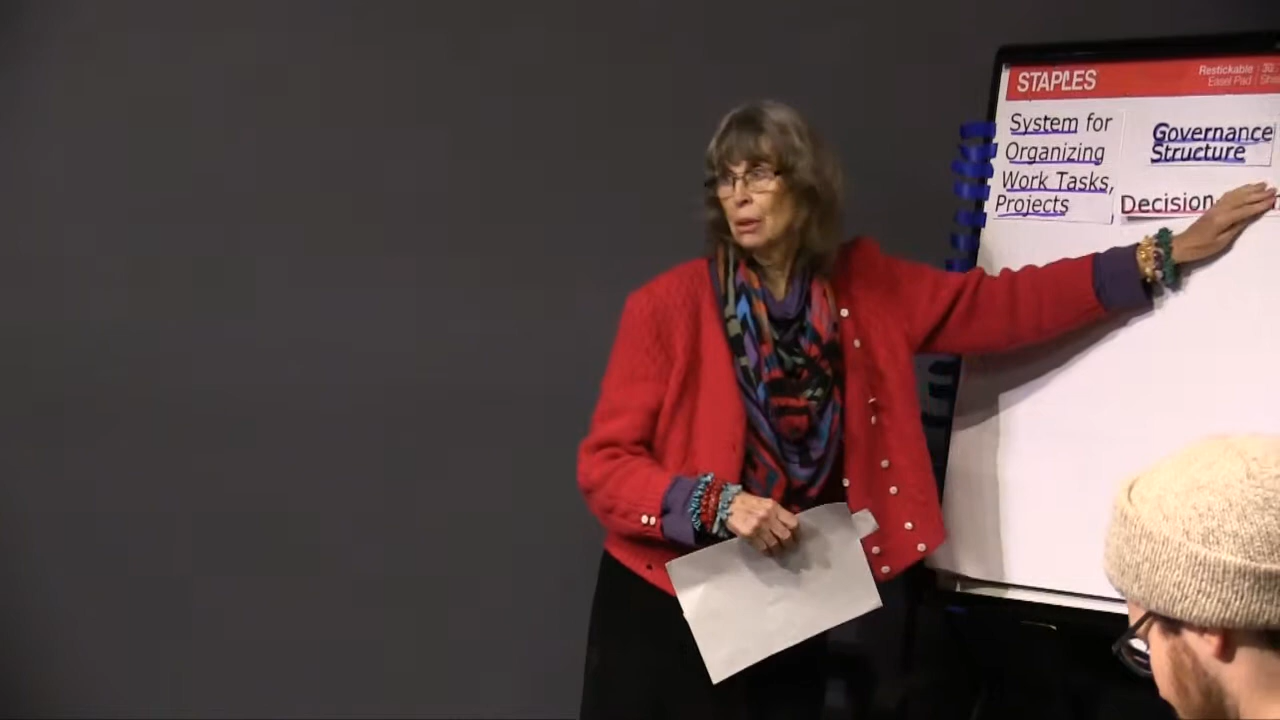 STAPLES
Restickable
Easel Pad
System for
Organizing
Work Tasks,
Projects
Governance
Structure
Decision